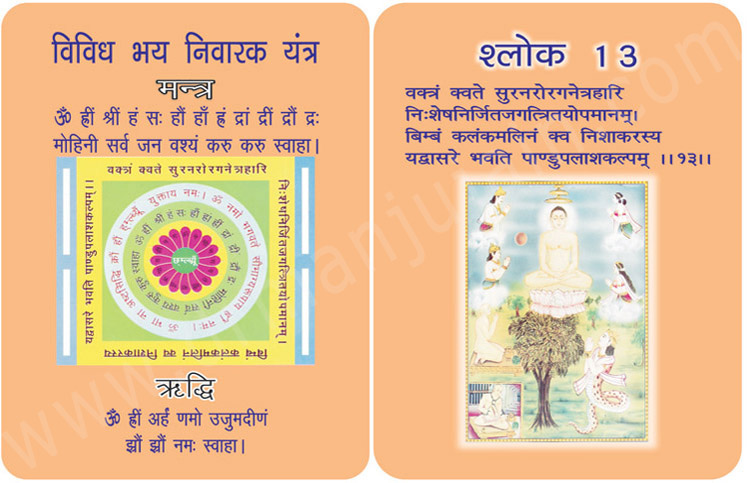 विविध भय निवारक यंत्र
मन्त्र
ॐ ह्रीं श्रीं हं सः हौं हाँ ह्रं द्रां द्रीं द्रौं द्रः
मोहिनी सर्व जन वश्यं करु करु स्वाहा।
वक्त्रं क्वते सुरनरोरगनेत्रहारि
निःशेषनिर्जितजगत्त्रितयोपमानम्।
बिम्बं कलंकमलिनं क्व निशाकरस्य
यद्वासरे भवति पाण्डुपलाशकल्पम्।।
ऋद्धि
ॐ ह्रीं अर्हं णमो उजुमदीणं
झ्रौं झ्रौं नमः स्वाहा।
श्लोक 13
वक्त्रं क्वते सुरनरोरगनेत्रहारि
निःशेषनिर्जितजगत्त्रितयोपमानम्।
बिम्बं कलंकमलिनं क्व निशाकरस्य
यद्वासरे भवति पाण्डुपलाशकल्पम् ।।१३।।